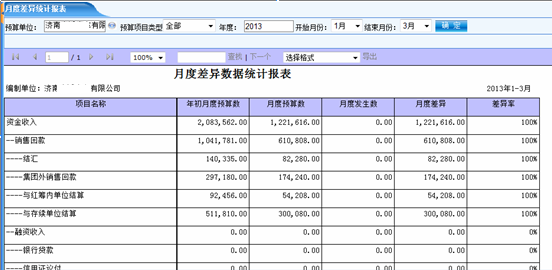 月度差异统计报表
预算单位: 济南 有限 预算项目类型 全部 年度: 2013 开始月份: 1月 结束月份: 3月 确 定
1 / 1 100% 查找 | 下一个 选择格式 导出
月度差异数据统计报表
编制单位: 济南 有限公司 2013年1-3月
项目名称 年初月度预算数 月度预算数 月度发生数 月度差异 差异率
资金收入 2,083,562.00 1,221,616.00 0.00 1,221,616.00 100%
--销售回款 1,041,781.00 610,808.00 0.00 610,808.00 100%
----结汇 140,335.00 82,280.00 0.00 82,280.00 100%
----集团外销售回款 297,180.00 174,240.00 0.00 174,240.00 100%
----与红筹内单位结算 92,456.00 54,208.00 0.00 54,208.00 100%
----与存续单位结算 511,810.00 300,080.00 0.00 300,080.00 100%
--融资收入 0.00 0.00 0.00 0.00 0%
----银行贷款 0.00 0.00 0.00 0.00 0%
----信用证议付 0.00 0.00 0.00 0.00 0%